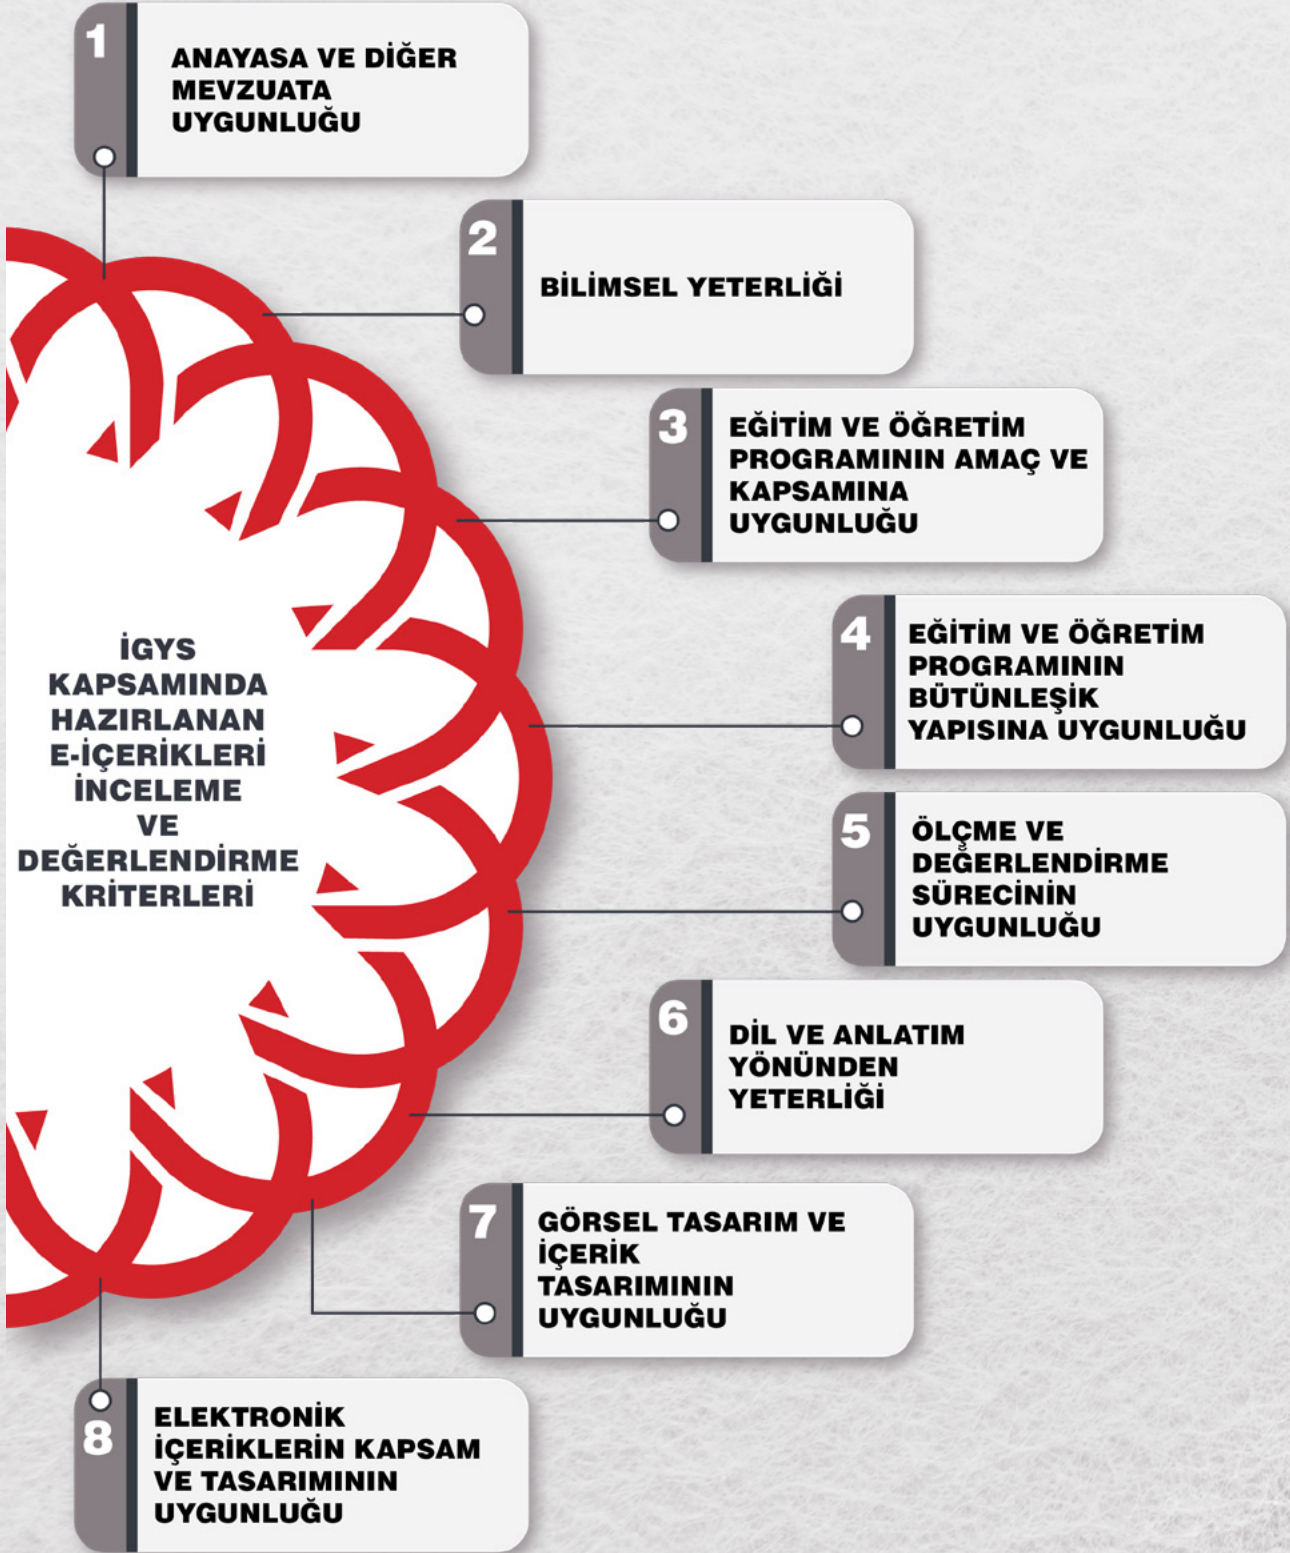 1
ANAYASA VE DİĞER
MEVZUATA
UYGUNLUĞU
2
BİLİMSEL YETERLİĞİ
3
EĞİTİM VE ÖĞRETİM
PROGRAMININ AMAÇ VE
KAPSAMINA
UYGUNLUĞU
İGYS
KAPSAMINDA
HAZIRLANAN
E-İÇERİKLERİ
İNCELEME
VE
DEĞERLENDİRME
KRİTERLERİ
4
EĞİTİM VE ÖĞRETİM
PROGRAMININ
BÜTÜNLEŞİK
YAPISINA UYGUNLUĞU
5
ÖLÇME VE
DEĞERLENDİRME
SÜRECİNİN
UYGUNLUĞU
6
DİL VE ANLATIM
YÖNÜNDEN
YETERLİĞİ
7
GÖRSEL TASARIM VE
İÇERİK
TASARIMININ
UYGUNLUĞU
8
ELEKTRONİK
İÇERİKLERİN KAPSAM
VE TASARIMININ
UYGUNLUĞU